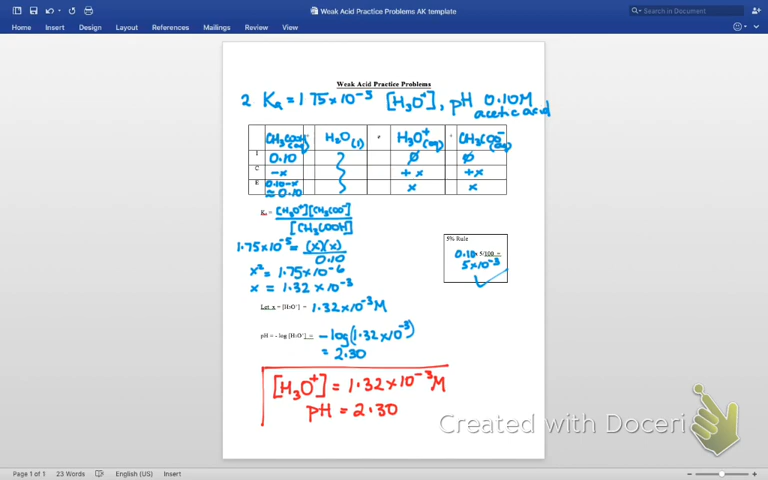 Weak Acid Practice Problems AK template
Search in Document
Home Insert Draw Design Layout References Mailings Review View
Weak Acid Practice Problems
2 Ka = 1.75×10⁻³ [H₃O⁺], pH 0.10M
acetic acid
CH₃COOH(aq) H₂O(l) H₃O⁺(aq) CH₃COO⁻(aq)
I 0.10 Ø Ø
C -x +x +x
E 0.10-x x x
≈ 0.10
Ka = [H₃O⁺][CH₃COO⁻]
[CH₃COOH]
1.75×10⁻⁵ = (x)(x)
0.10
x² = 1.75×10⁻⁶
x = 1.32×10⁻³
5% Rule
0.10 · 5/100 =
5×10⁻³
Let x = [H₃O⁺] = 1.32×10⁻³M
pH = - log [H₃O⁺] = -log(1.32×10⁻³)
= 2.30
[H₃O⁺] = 1.32×10⁻³M
pH = 2.30
Created with Doceri
Page 1 of 1 23 Words English (US) Insert